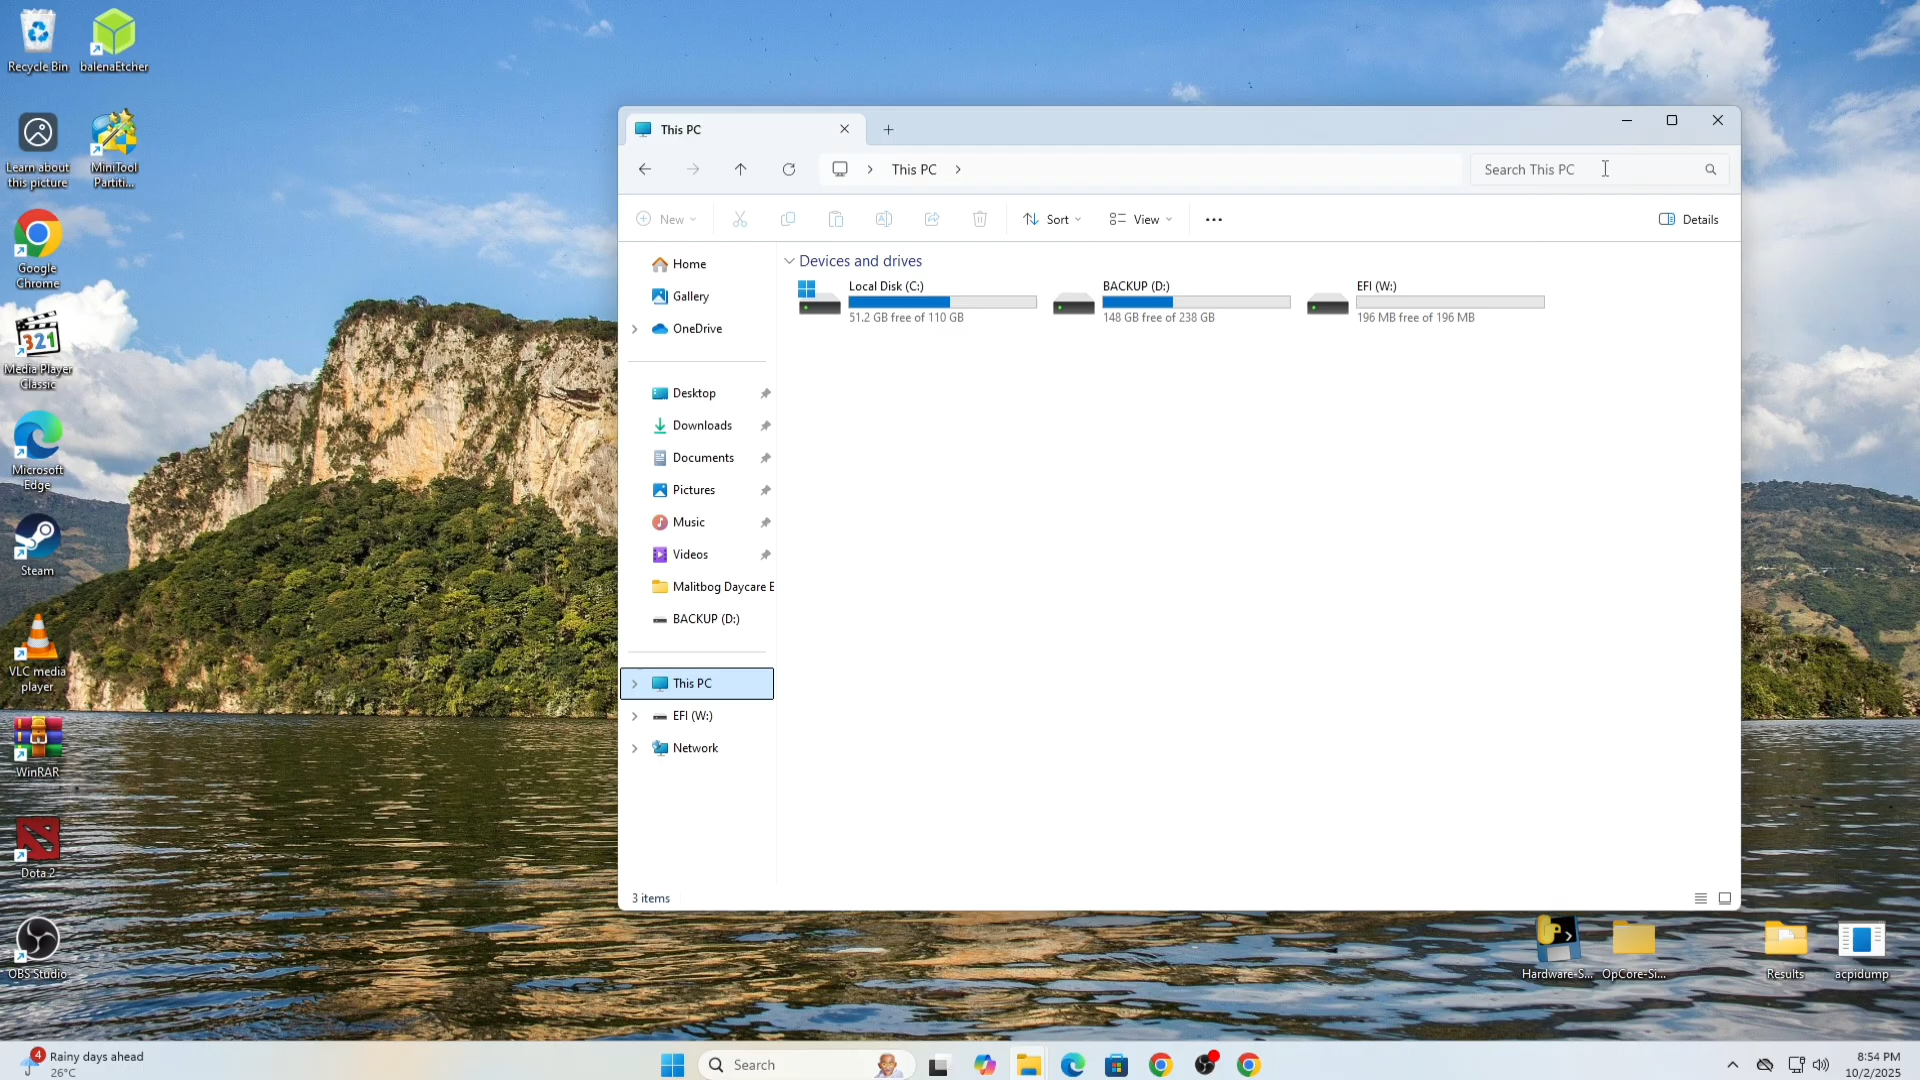 Recycle Bin
balenaEtcher
Learn about
this picture
MiniTool
Partiti...
Google
Chrome
321
Media Player
Classic
Microsoft
Edge
Steam
VLC media
player
WinRAR
Dota 2
OBS Studio
This PC
This PC
Search This PC
New
Sort
View
Details
Home
Gallery
OneDrive
Desktop
Downloads
Documents
Pictures
Music
Videos
Malitbog Daycare E
BACKUP (D:)
This PC
EFI (W:)
Network
Devices and drives
Local Disk (C:)
51.2 GB free of 110 GB
BACKUP (D:)
148 GB free of 238 GB
EFI (W:)
196 MB free of 196 MB
3 items
Hardware-S...
OpCore-Si...
Results
acpidump
4
Rainy days ahead
26°C
Search
8:54 PM
10/2/2025